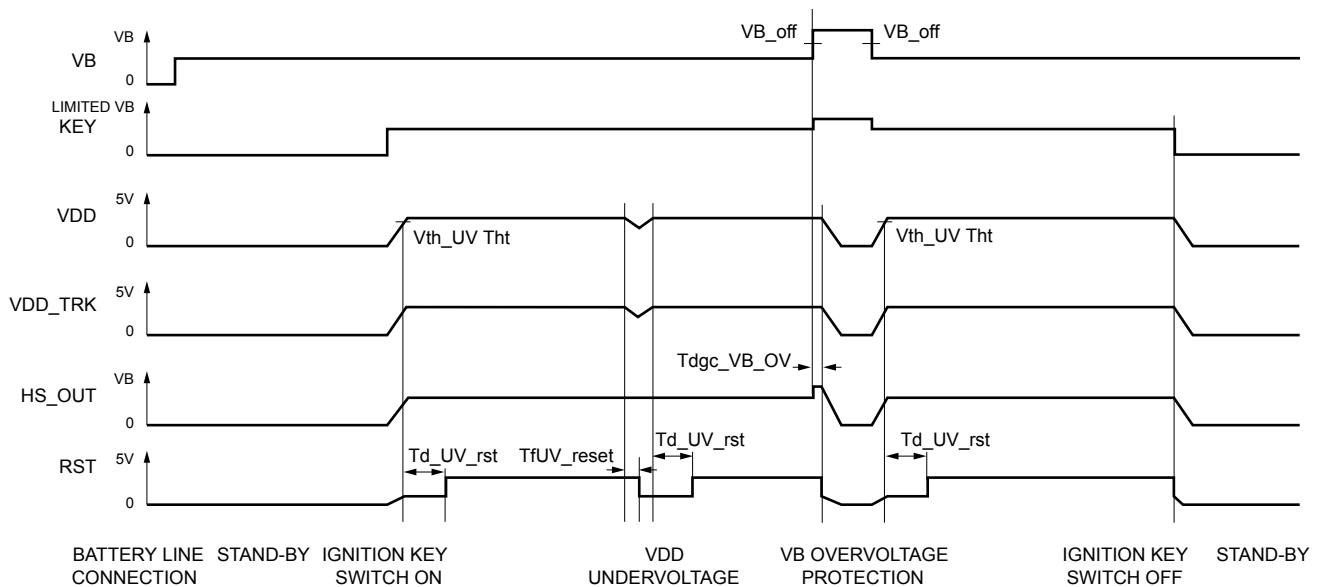 VB_off
VB_off
VB
VB
0
LIMITED VB
KEY
0
5V
VDD
Vth_UV Tht
Vth_UV Tht
0
5V
VDD_TRK
0
Tdgc_VB_OV
VB
HS_OUT
0
Td_UV_rst
Td_UV_rst
TfUV_reset
Td_UV_rst
5V
RST
0
BATTERY LINE CONNECTION
STAND-BY
IGNITION KEY SWITCH ON
VDD UNDERVOLTAGE
VB OVERVOLTAGE PROTECTION
IGNITION KEY SWITCH OFF
STAND-BY